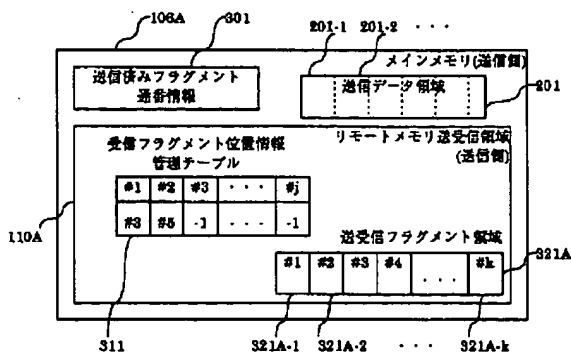 106A 301 201-1 201-2 ・・・
メインメモリ(送信側)
送信済みフラグメント
通番情報
送信データ領域
201
リモートメモリ送受信領域
(送信側)
受信フラグメント位置情報
管理テーブル
#1 #2 #3 ・・・ #j
#3 #5 -1 ・・・ -1
110A
送受信フラグメント領域
321A
#1 #2 #3 #4 ・・・ #k
311 321A-1 321A-2 ・・・ 321A-k